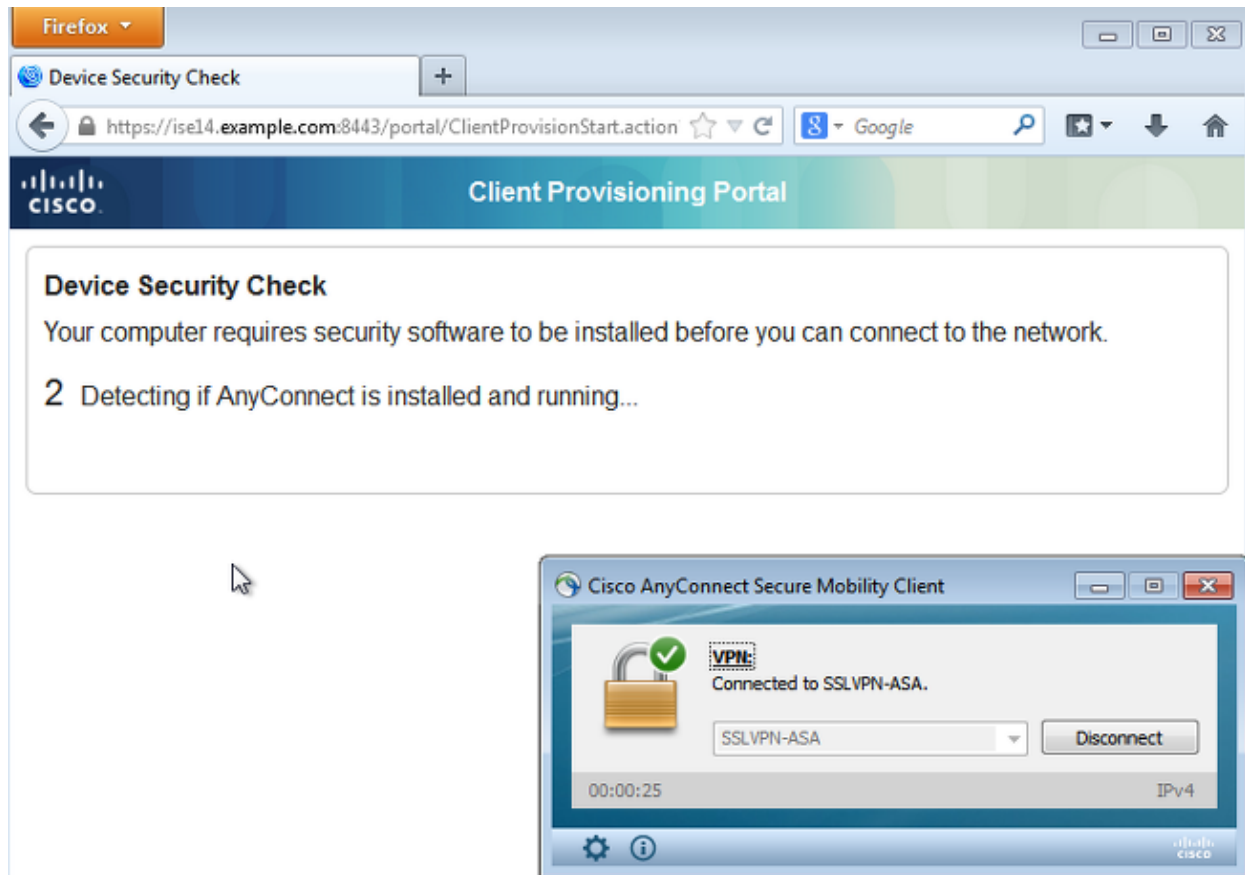 Firefox
Device Security Check
https://ise14.example.com:8443/portal/ClientProvisionStart.action
Google
CISCO
Client Provisioning Portal
Device Security Check
Your computer requires security software to be installed before you can connect to the network.
2 Detecting if AnyConnect is installed and running...
Cisco AnyConnect Secure Mobility Client
VPN:
Connected to SSLVPN-ASA.
SSLVPN-ASA
Disconnect
00:00:25
IPv4
CISCO